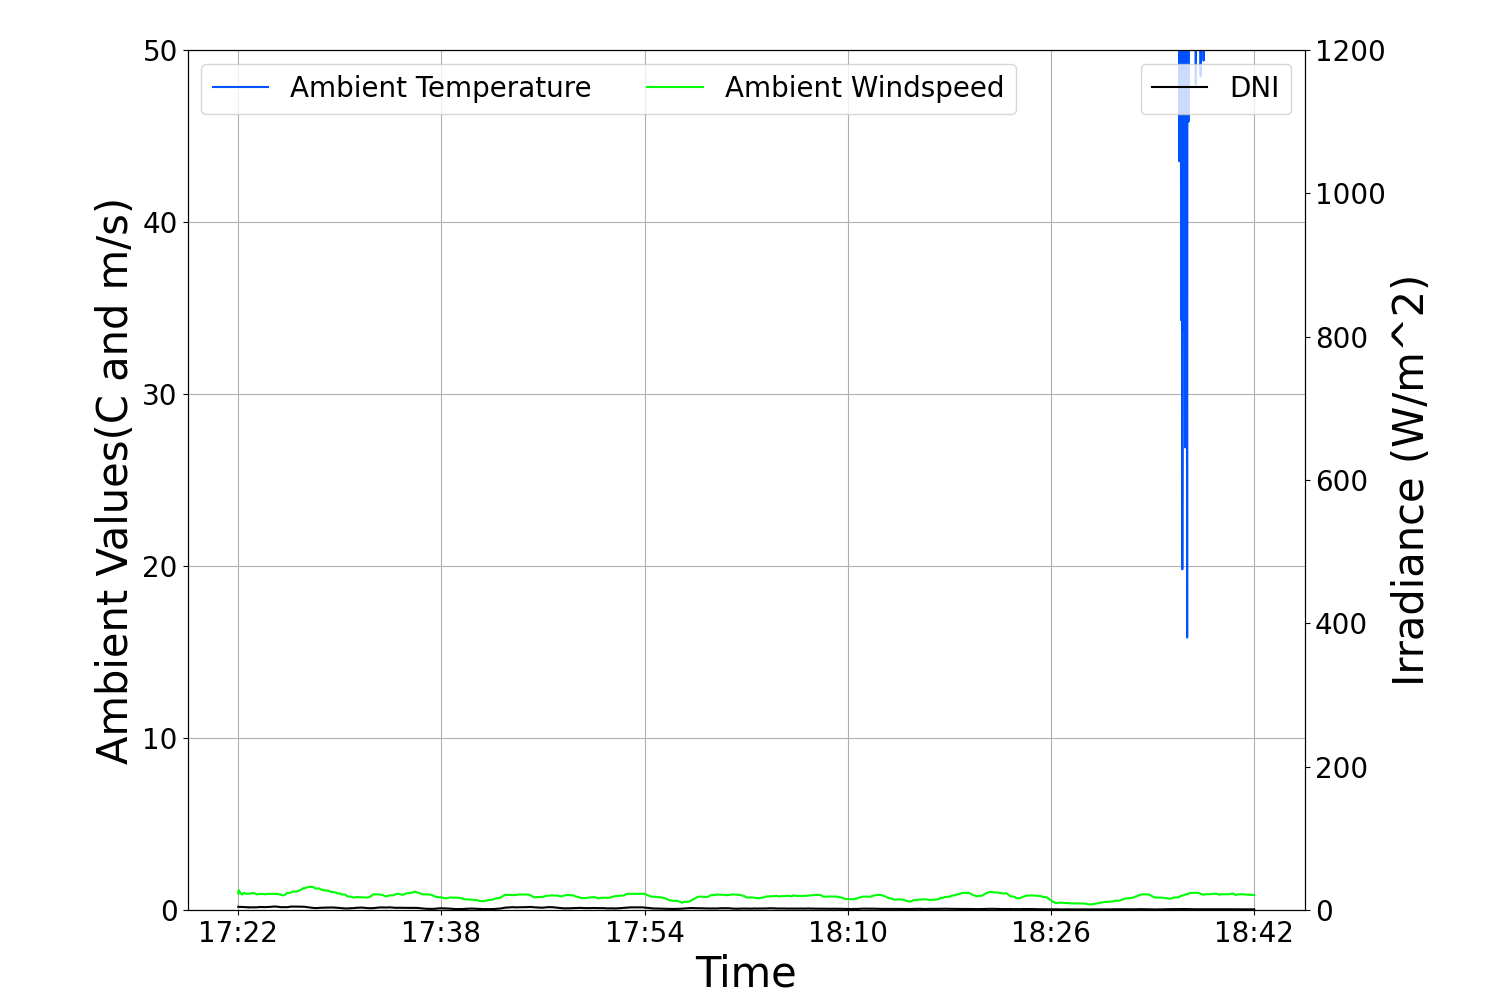 Ambient Temperature Ambient Windspeed DNI
Ambient Values(C and m/s)
50
40
30
20
10
0
1200
1000
800
600
400
200
0
Irradiance (W/m^2)
17:22 17:38 17:54 18:10 18:26 18:42
Time